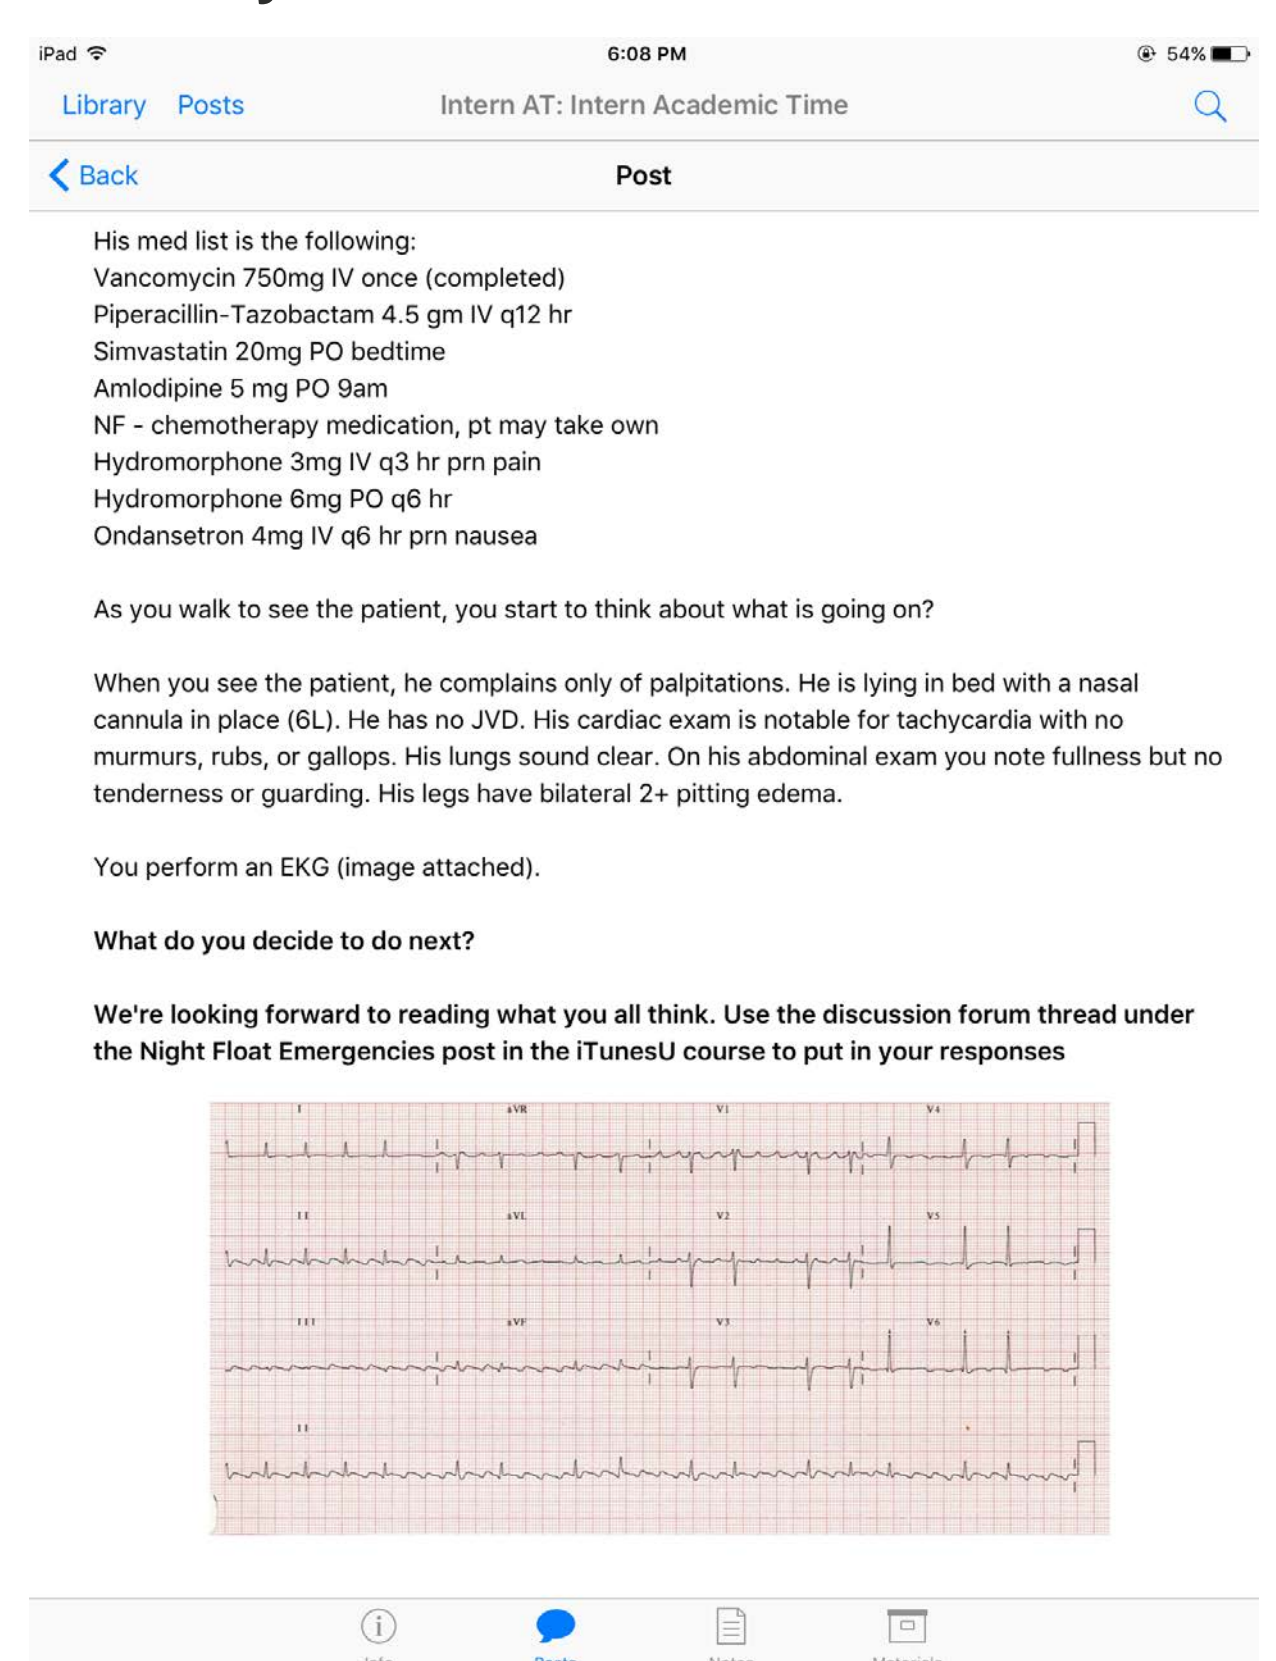 iPad 6:08 PM 54%
Library Posts Intern AT: Intern Academic Time
Back Post
His med list is the following:
Vancomycin 750mg IV once (completed)
Piperacillin-Tazobactam 4.5 gm IV q12 hr
Simvastatin 20mg PO bedtime
Amlodipine 5 mg PO 9am
NF - chemotherapy medication, pt may take own
Hydromorphone 3mg IV q3 hr prn pain
Hydromorphone 6mg PO q6 hr
Ondansetron 4mg IV q6 hr prn nausea
As you walk to see the patient, you start to think about what is going on?
When you see the patient, he complains only of palpitations. He is lying in bed with a nasal
cannula in place (6L). He has no JVD. His cardiac exam is notable for tachycardia with no
murmurs, rubs, or gallops. His lungs sound clear. On his abdominal exam you note fullness but no
tenderness or guarding. His legs have bilateral 2+ pitting edema.
You perform an EKG (image attached).
What do you decide to do next?
We're looking forward to reading what you all think. Use the discussion forum thread under
the Night Float Emergencies post in the iTunesU course to put in your responses
I aVR V1 V4
II aVL V2 V5
III aVF V3 V6
II
Info Posts Notes Materials